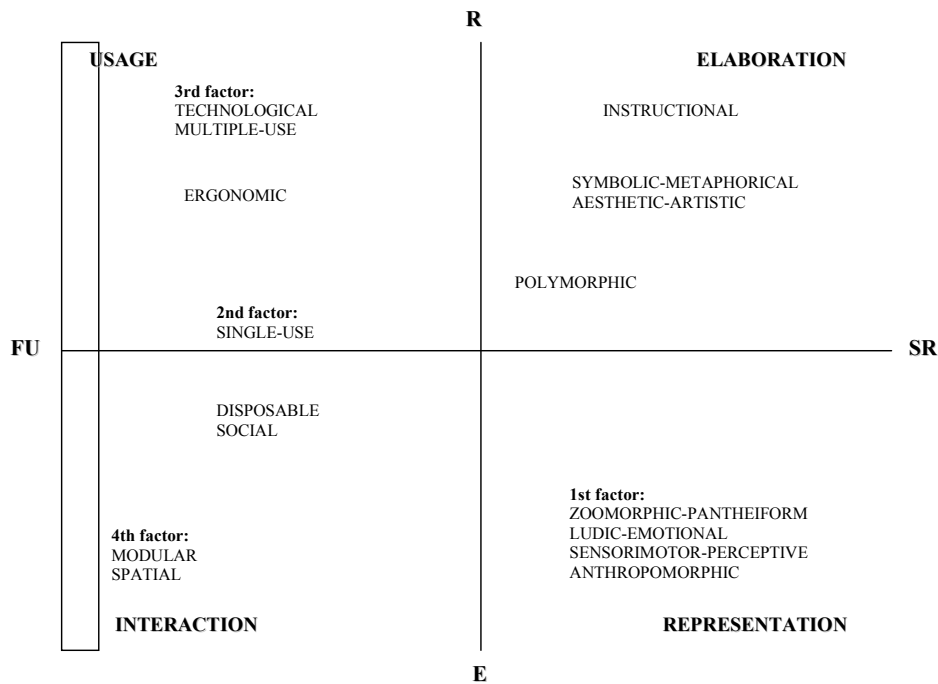 R
USAGE
ELABORATION
3rd factor:
TECHNOLOGICAL
MULTIPLE-USE
INSTRUCTIONAL
ERGONOMIC
SYMBOLIC-METAPHORICAL
AESTHETIC-ARTISTIC
POLYMORPHIC
2nd factor:
SINGLE-USE
FU
SR
DISPOSABLE
SOCIAL
1st factor:
ZOOMORPHIC-PANTHEIFORM
LUDIC-EMOTIONAL
SENSORIMOTOR-PERCEPTIVE
ANTHROPOMORPHIC
4th factor:
MODULAR
SPATIAL
INTERACTION
REPRESENTATION
E